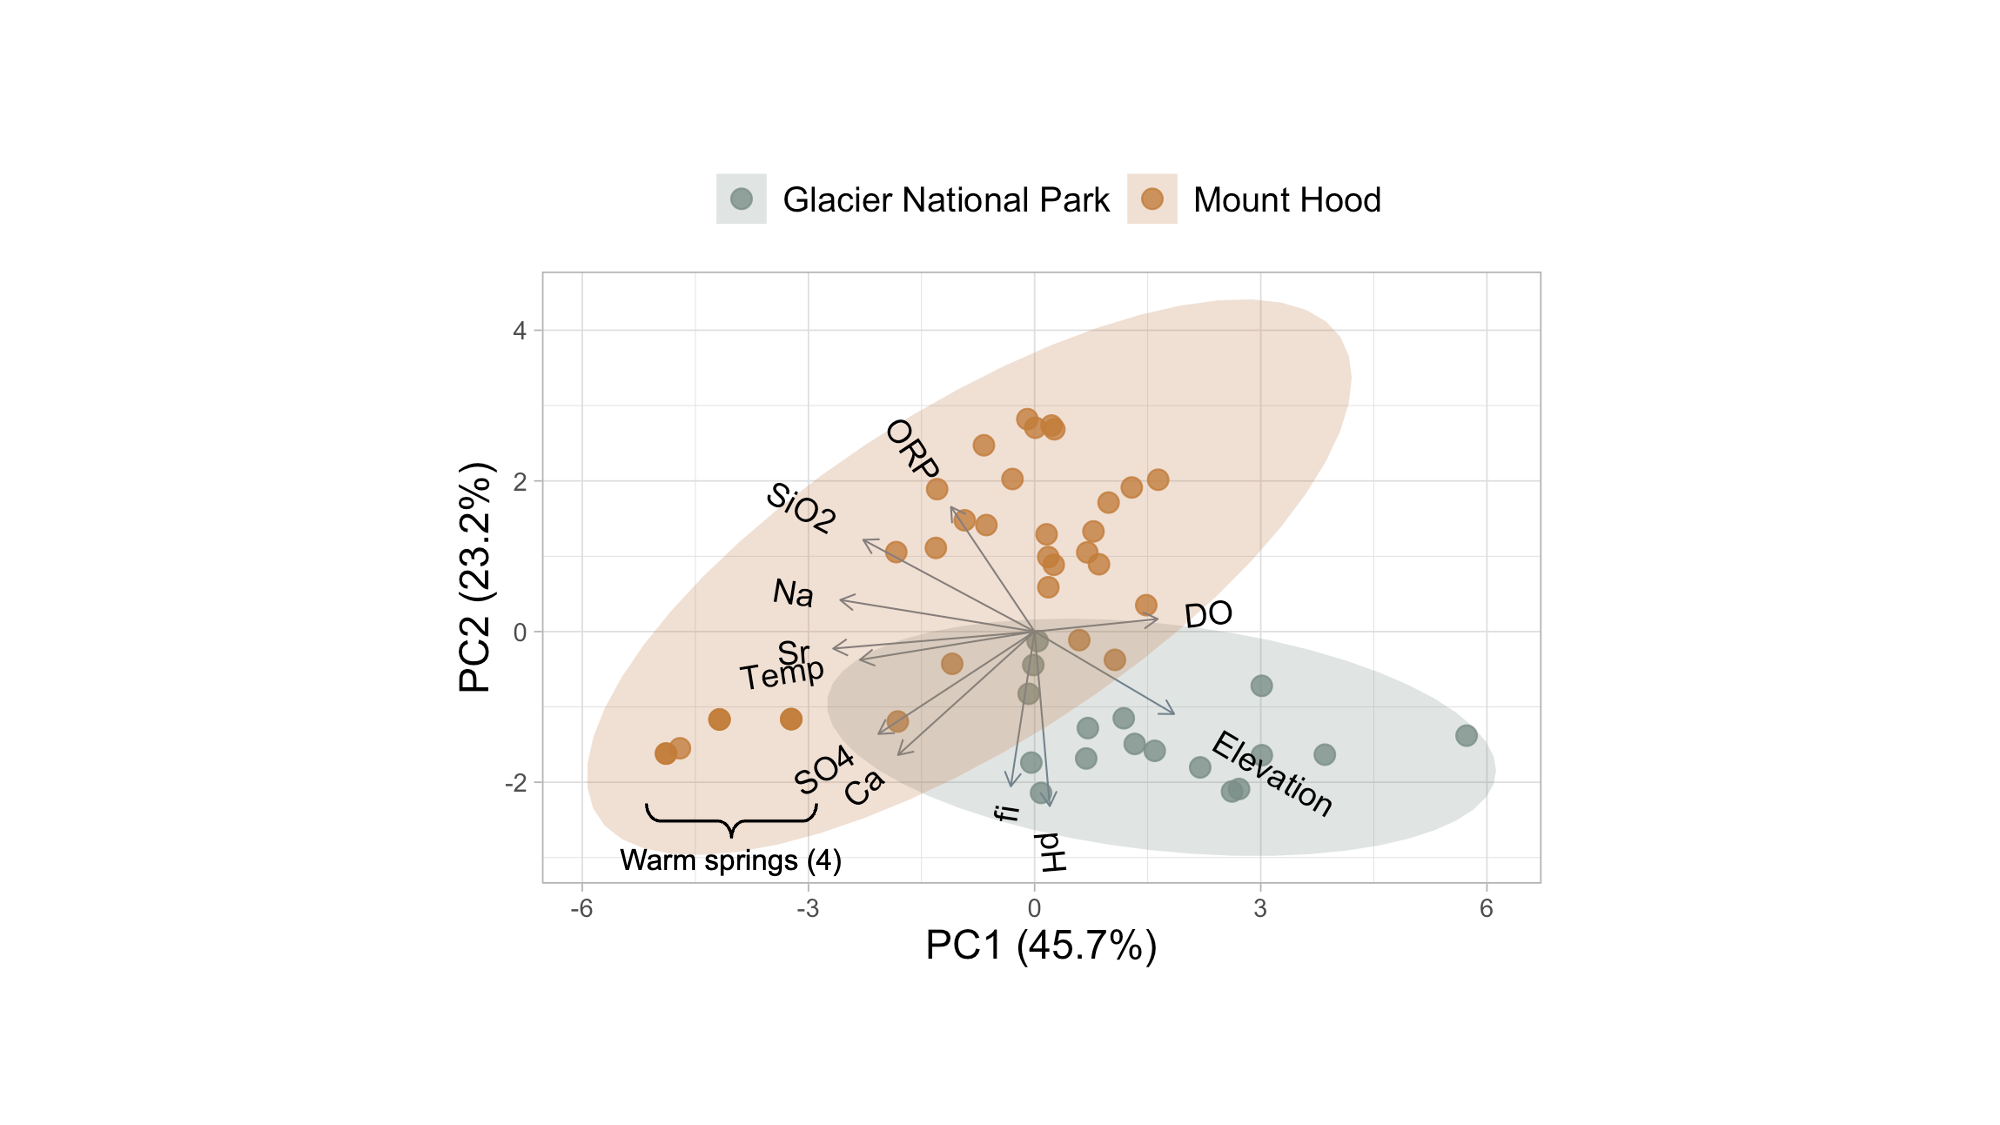 Glacier National Park
Mount Hood
PC2 (23.2%)
4
2
0
-2
ORP
SiO2
Na
Sr
Temp
SO4
Ca
fi
pH
DO
Elevation
Warm springs (4)
-6
-3
0
3
6
PC1 (45.7%)